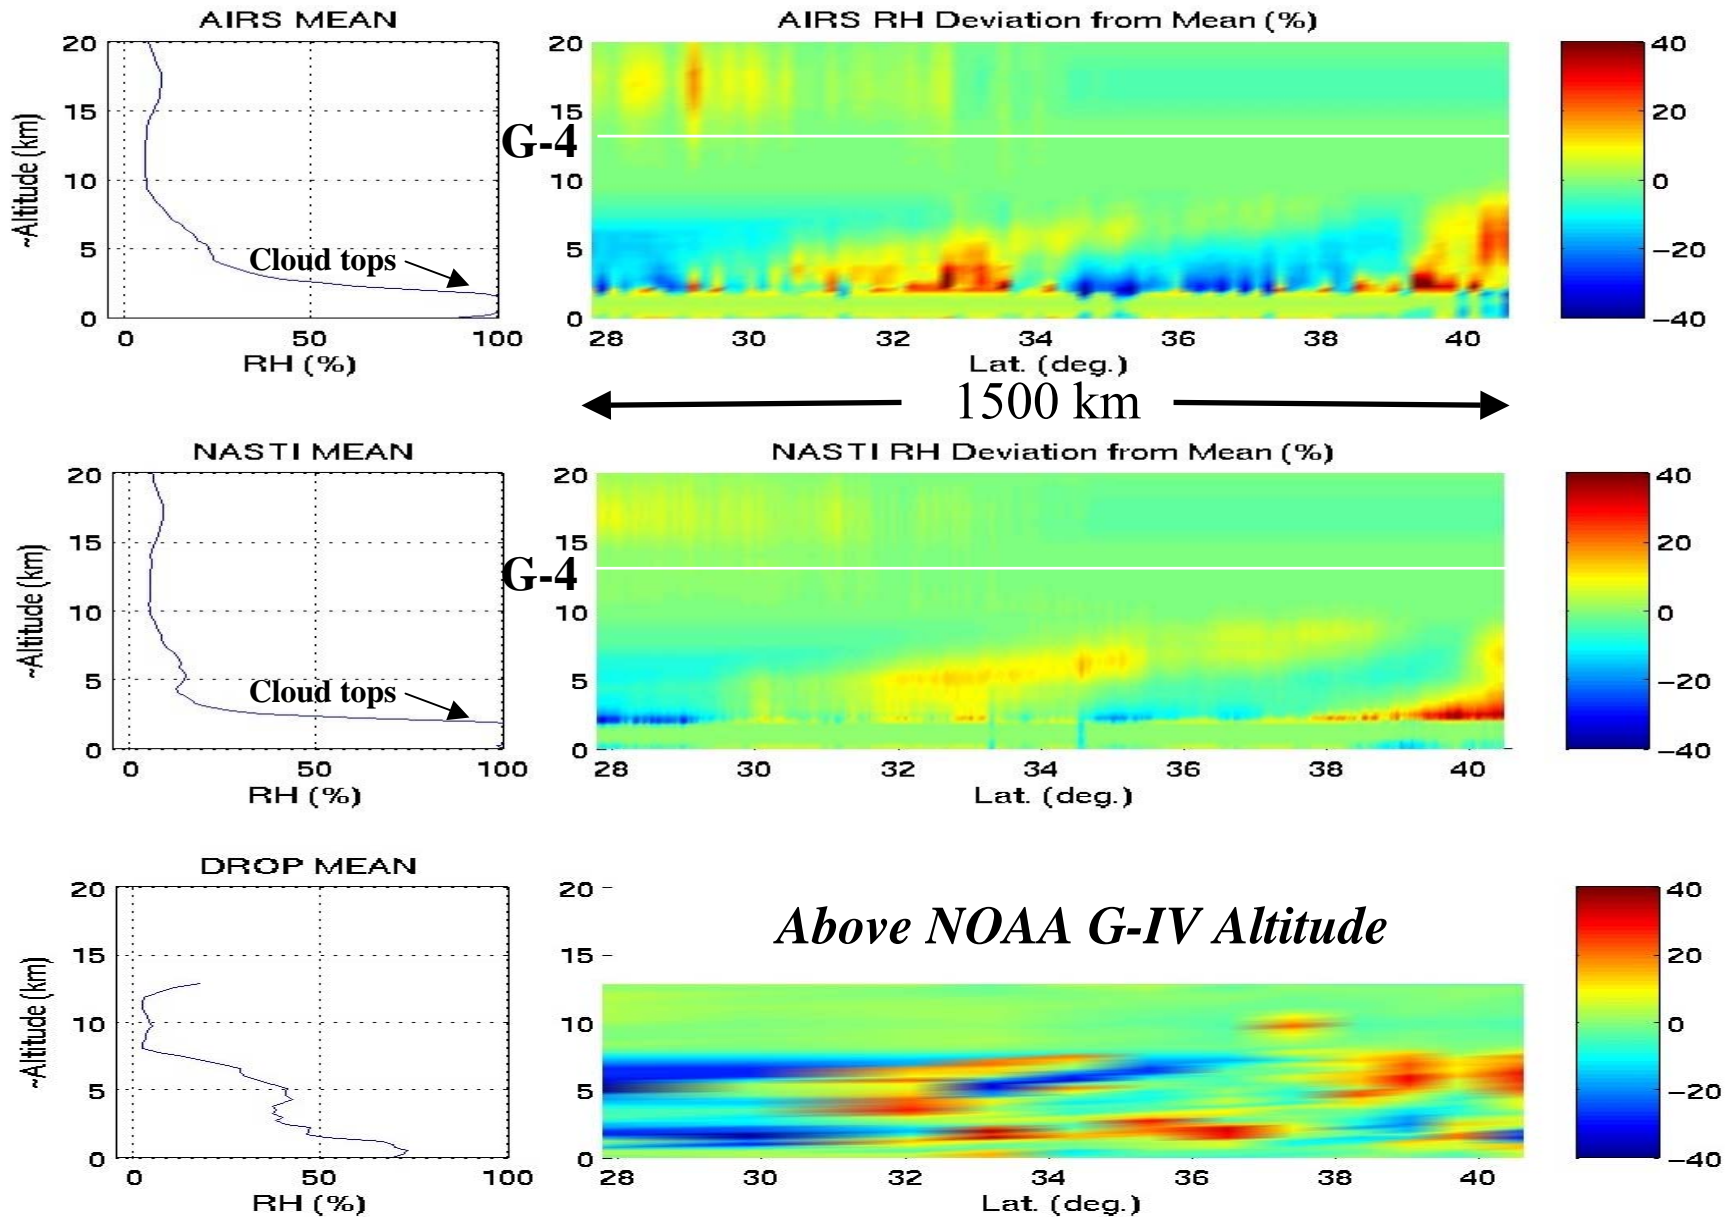 AIRS MEAN
AIRS RH Deviation from Mean (%)
20
15
10
5
0
~Altitude (km)
Cloud tops
0 50 100
RH (%)
G-4
20
15
10
5
0
28 30 32 34 36 38 40
Lat. (deg.)
40
20
0
−20
−40
1500 km
NASTI MEAN
NASTI RH Deviation from Mean (%)
20
15
10
5
0
~Altitude (km)
Cloud tops
0 50 100
RH (%)
G-4
20
15
10
5
0
28 30 32 34 36 38 40
Lat. (deg.)
40
20
0
−20
−40
DROP MEAN
20
15
10
5
0
~Altitude (km)
0 50 100
RH (%)
Above NOAA G-IV Altitude
20
15
10
5
0
28 30 32 34 36 38 40
Lat. (deg.)
40
20
0
−20
−40